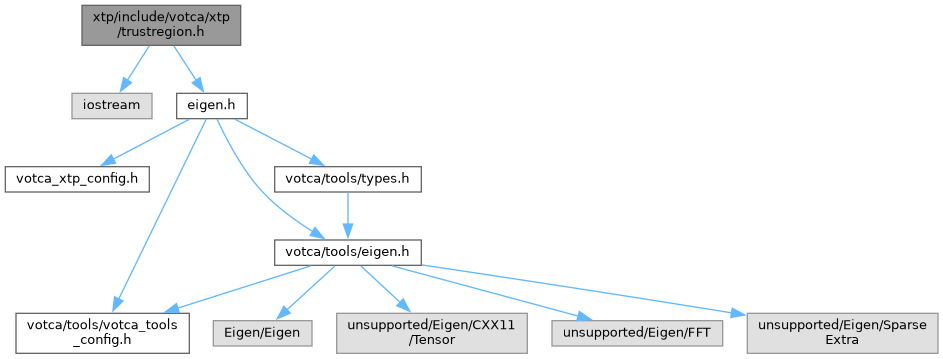 xtp/include/votca/xtp
/trustregion.h
iostream
eigen.h
votca_xtp_config.h
votca/tools/types.h
votca/tools/eigen.h
votca/tools/votca_tools
_config.h
Eigen/Eigen
unsupported/Eigen/CXX11
/Tensor
unsupported/Eigen/FFT
unsupported/Eigen/Sparse
Extra